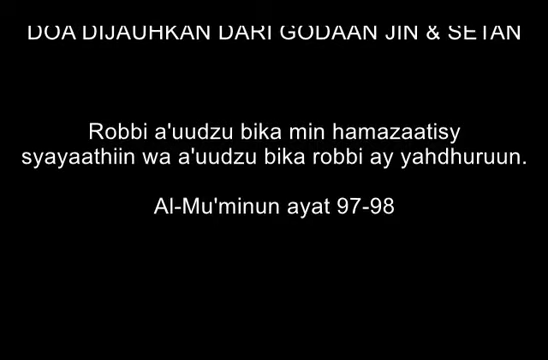 DOA DIJAUHKAN DARI GODAAN JIN & SETAN
Robbi a'uudzu bika min hamazaatisy
syayaathiin wa a'uudzu bika robbi ay yahdhuruun.
Al-Mu'minun ayat 97-98